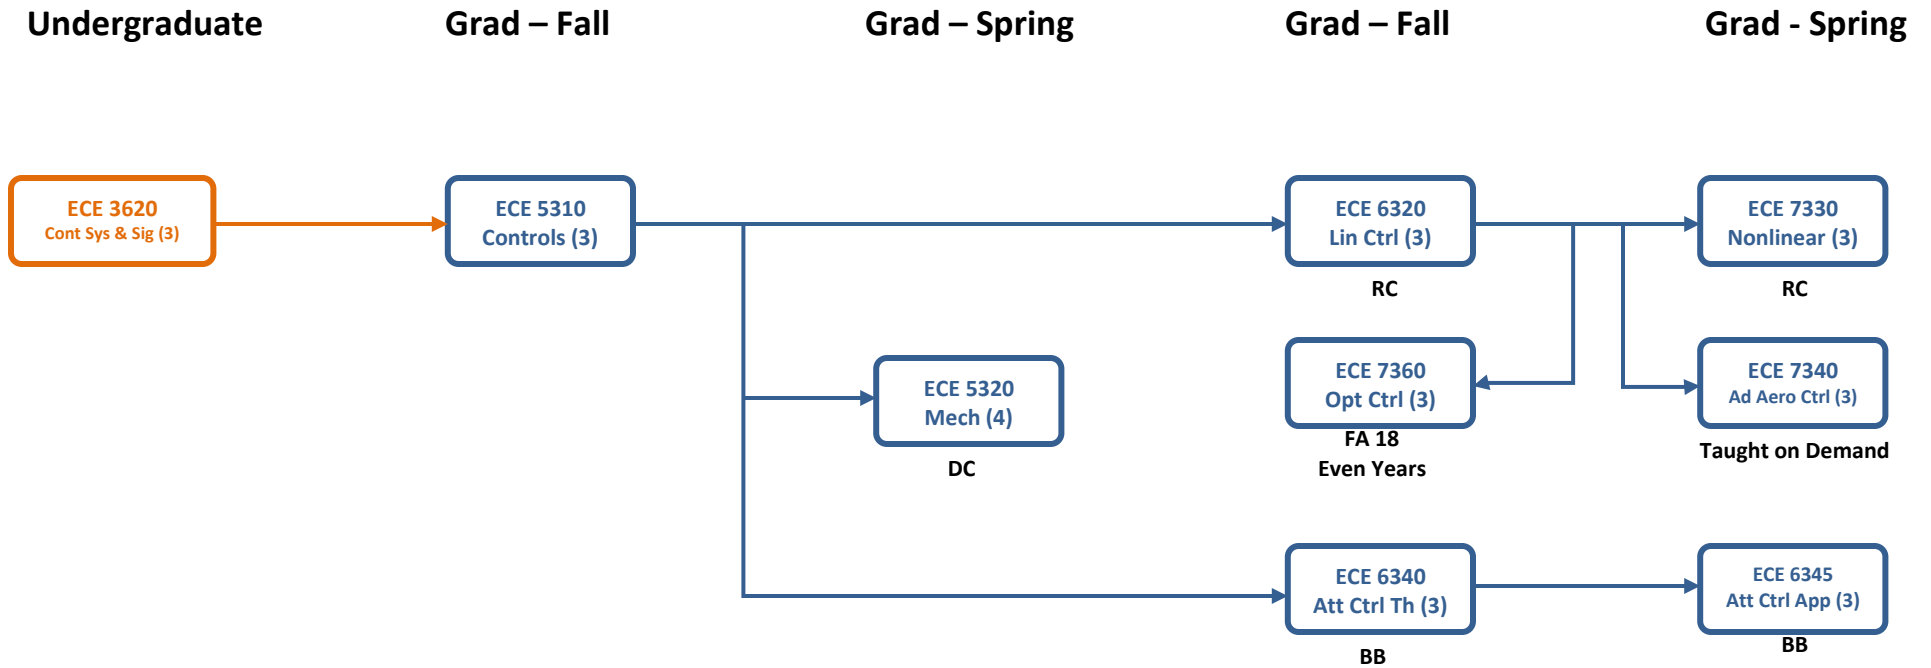 Undergraduate
Grad – Fall
Grad – Spring
Grad – Fall
Grad - Spring
ECE 3620
Cont Sys & Sig (3)
ECE 5310
Controls (3)
ECE 6320
Lin Ctrl (3)
RC
ECE 7330
Nonlinear (3)
RC
ECE 5320
Mech (4)
DC
ECE 7360
Opt Ctrl (3)
FA 18
Even Years
ECE 7340
Ad Aero Ctrl (3)
Taught on Demand
ECE 6340
Att Ctrl Th (3)
BB
ECE 6345
Att Ctrl App (3)
BB